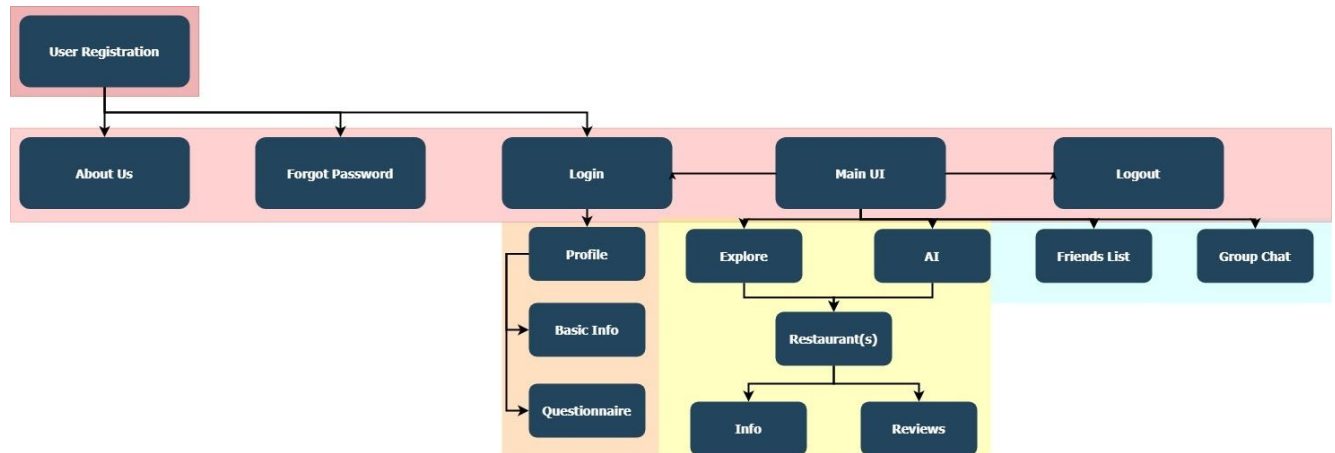 User Registration
About Us
Forgot Password
Login
Main UI
Logout
Profile
Explore
AI
Friends List
Group Chat
Basic Info
Restaurant(s)
Questionnaire
Info
Reviews